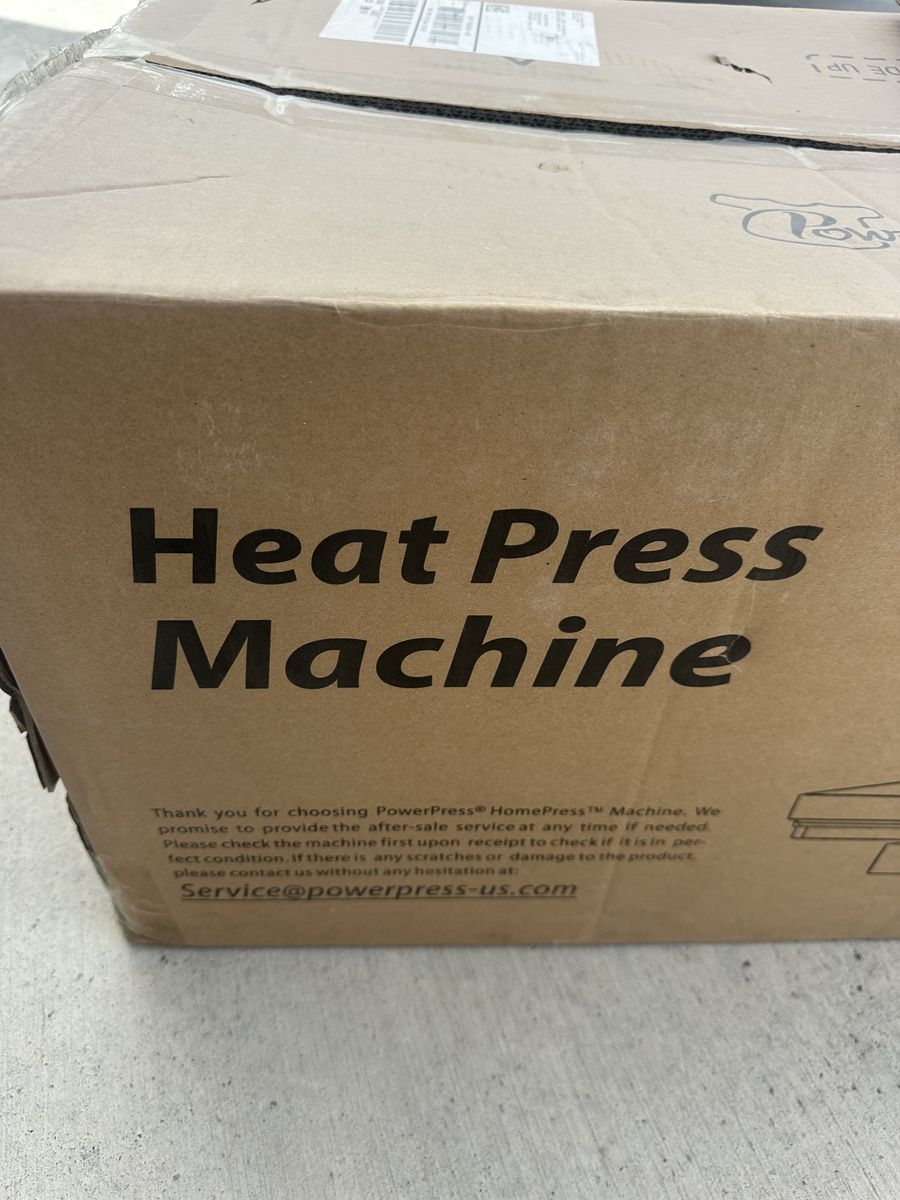 DE UP!
Pow
Heat Press
Machine
Thank you for choosing PowerPress® HomePress™ Machine. We
promise to provide the after-sale service at any time if needed.
Please check the machine first upon receipt to check if it is in per-
fect condition. If there is any scratches or damage to the product,
please contact us without any hesitation at:
Service@powerpress-us.com